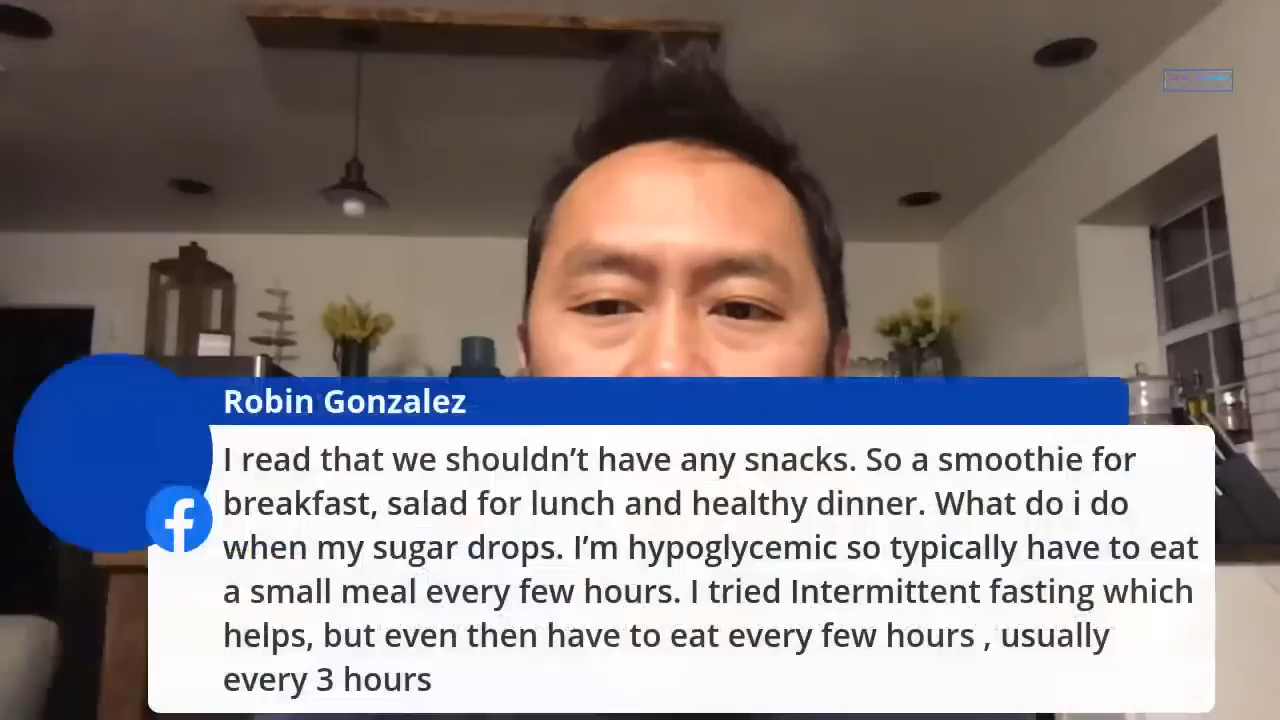 Robin Gonzalez
I read that we shouldn’t have any snacks. So a smoothie for
breakfast, salad for lunch and healthy dinner. What do i do
when my sugar drops. I’m hypoglycemic so typically have to eat
a small meal every few hours. I tried Intermittent fasting which
helps, but even then have to eat every few hours , usually
every 3 hours